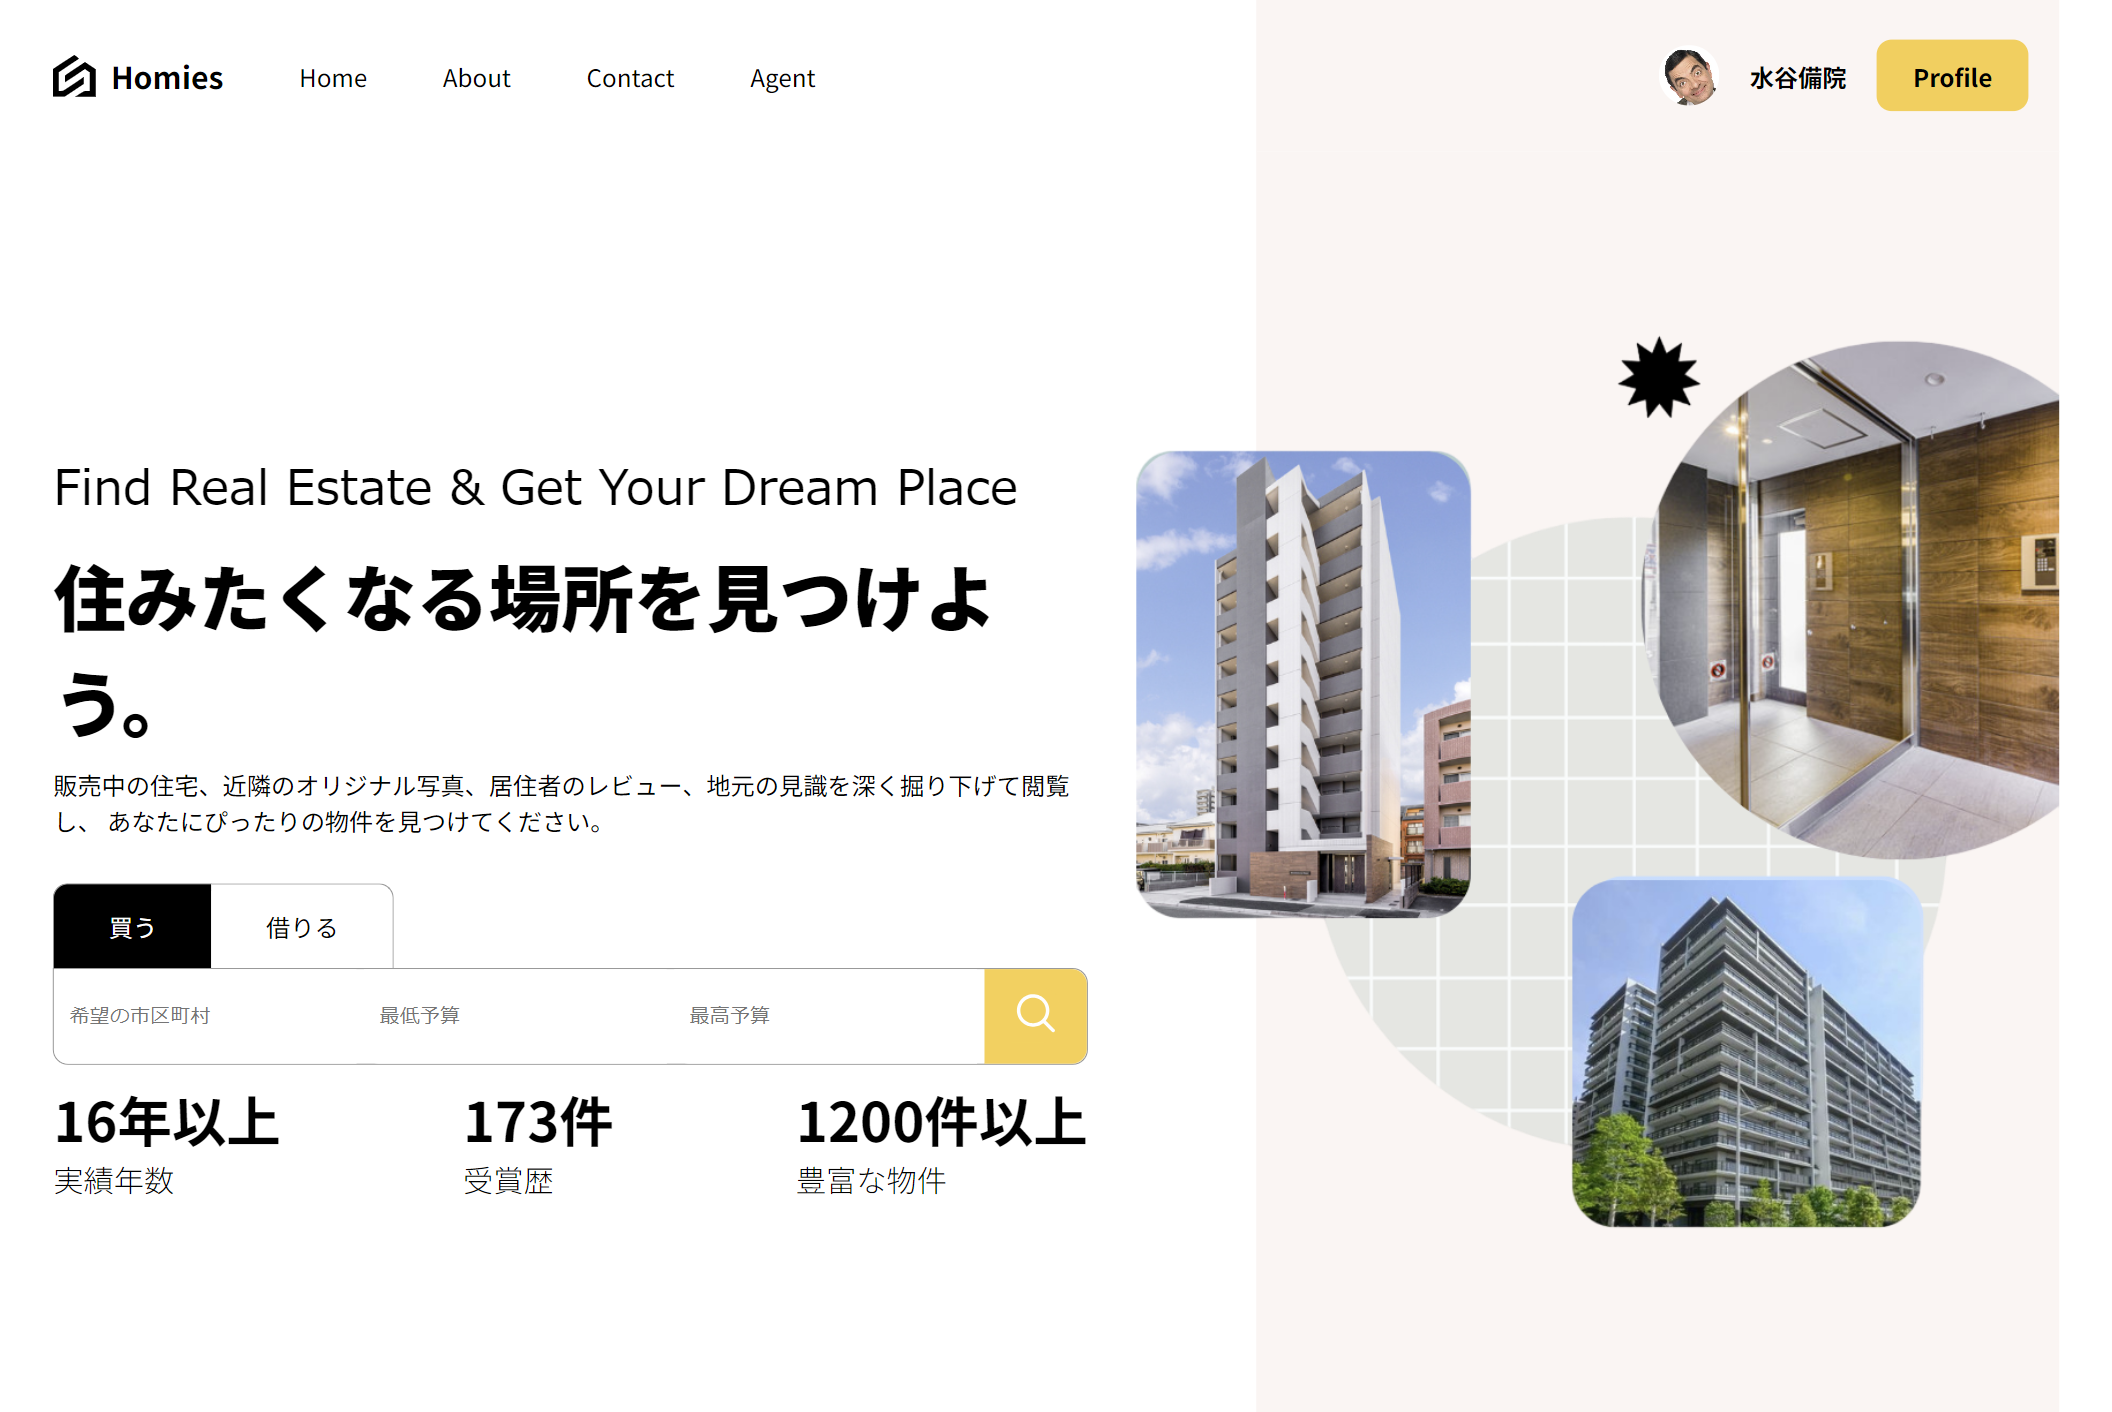 Homies
Home
About
Contact
Agent
水谷備院
Profile
Find Real Estate & Get Your Dream Place
住みたくなる場所を見つけよ
う。
販売中の住宅、近隣のオリジナル写真、居住者のレビュー、地元の見識を深く掘り下げて閲覧
し、 あなたにぴったりの物件を見つけてください。
買う
借りる
希望の市区町村
最低予算
最高予算
16年以上
実績年数
173件
受賞歴
1200件以上
豊富な物件